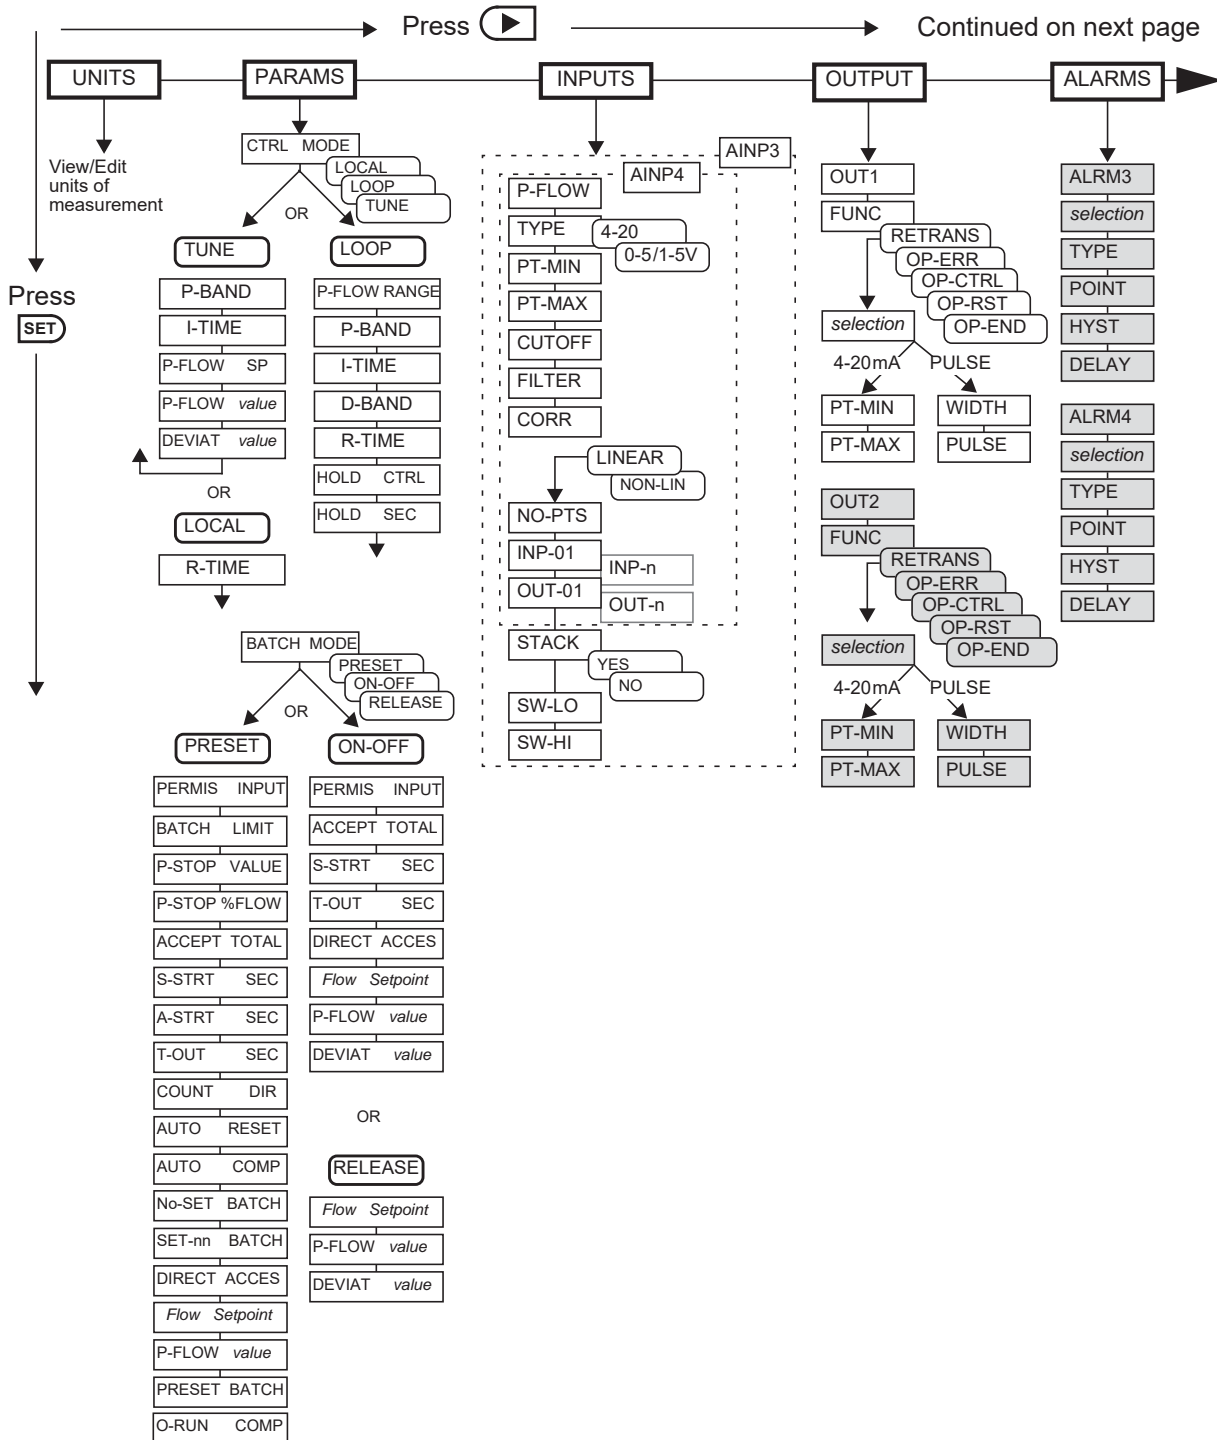 Press
Continued on next page
UNITS
PARAMS
INPUTS
OUTPUT
ALARMS
View/Edit
units of
measurement
Press
SET
CTRL MODE
LOCAL
LOOP
TUNE
OR
TUNE
P-BAND
I-TIME
P-FLOW SP
P-FLOW value
DEVIAT value
OR
LOCAL
R-TIME
LOOP
P-FLOW RANGE
P-BAND
I-TIME
D-BAND
R-TIME
HOLD CTRL
HOLD SEC
BATCH MODE
PRESET
ON-OFF
RELEASE
OR
PRESET
PERMIS INPUT
BATCH LIMIT
P-STOP VALUE
P-STOP %FLOW
ACCEPT TOTAL
S-STRT SEC
A-STRT SEC
T-OUT SEC
COUNT DIR
AUTO RESET
AUTO COMP
No-SET BATCH
SET-nn BATCH
DIRECT ACCES
Flow Setpoint
P-FLOW value
PRESET BATCH
O-RUN COMP
ON-OFF
PERMIS INPUT
ACCEPT TOTAL
S-STRT SEC
T-OUT SEC
DIRECT ACCES
Flow Setpoint
P-FLOW value
DEVIAT value
OR
RELEASE
Flow Setpoint
P-FLOW value
DEVIAT value
AINP3
AINP4
P-FLOW
TYPE
4-20
0-5/1-5V
PT-MIN
PT-MAX
CUTOFF
FILTER
CORR
LINEAR
NON-LIN
NO-PTS
INP-01
INP-n
OUT-01
OUT-n
STACK
YES
NO
SW-LO
SW-HI
OUT1
FUNC
RETRANS
OP-ERR
OP-CTRL
OP-RST
OP-END
selection
4-20mA
PULSE
PT-MIN
WIDTH
PT-MAX
PULSE
OUT2
FUNC
RETRANS
OP-ERR
OP-CTRL
OP-RST
OP-END
selection
4-20mA
PULSE
PT-MIN
WIDTH
PT-MAX
PULSE
ALRM3
selection
TYPE
POINT
HYST
DELAY
ALRM4
selection
TYPE
POINT
HYST
DELAY